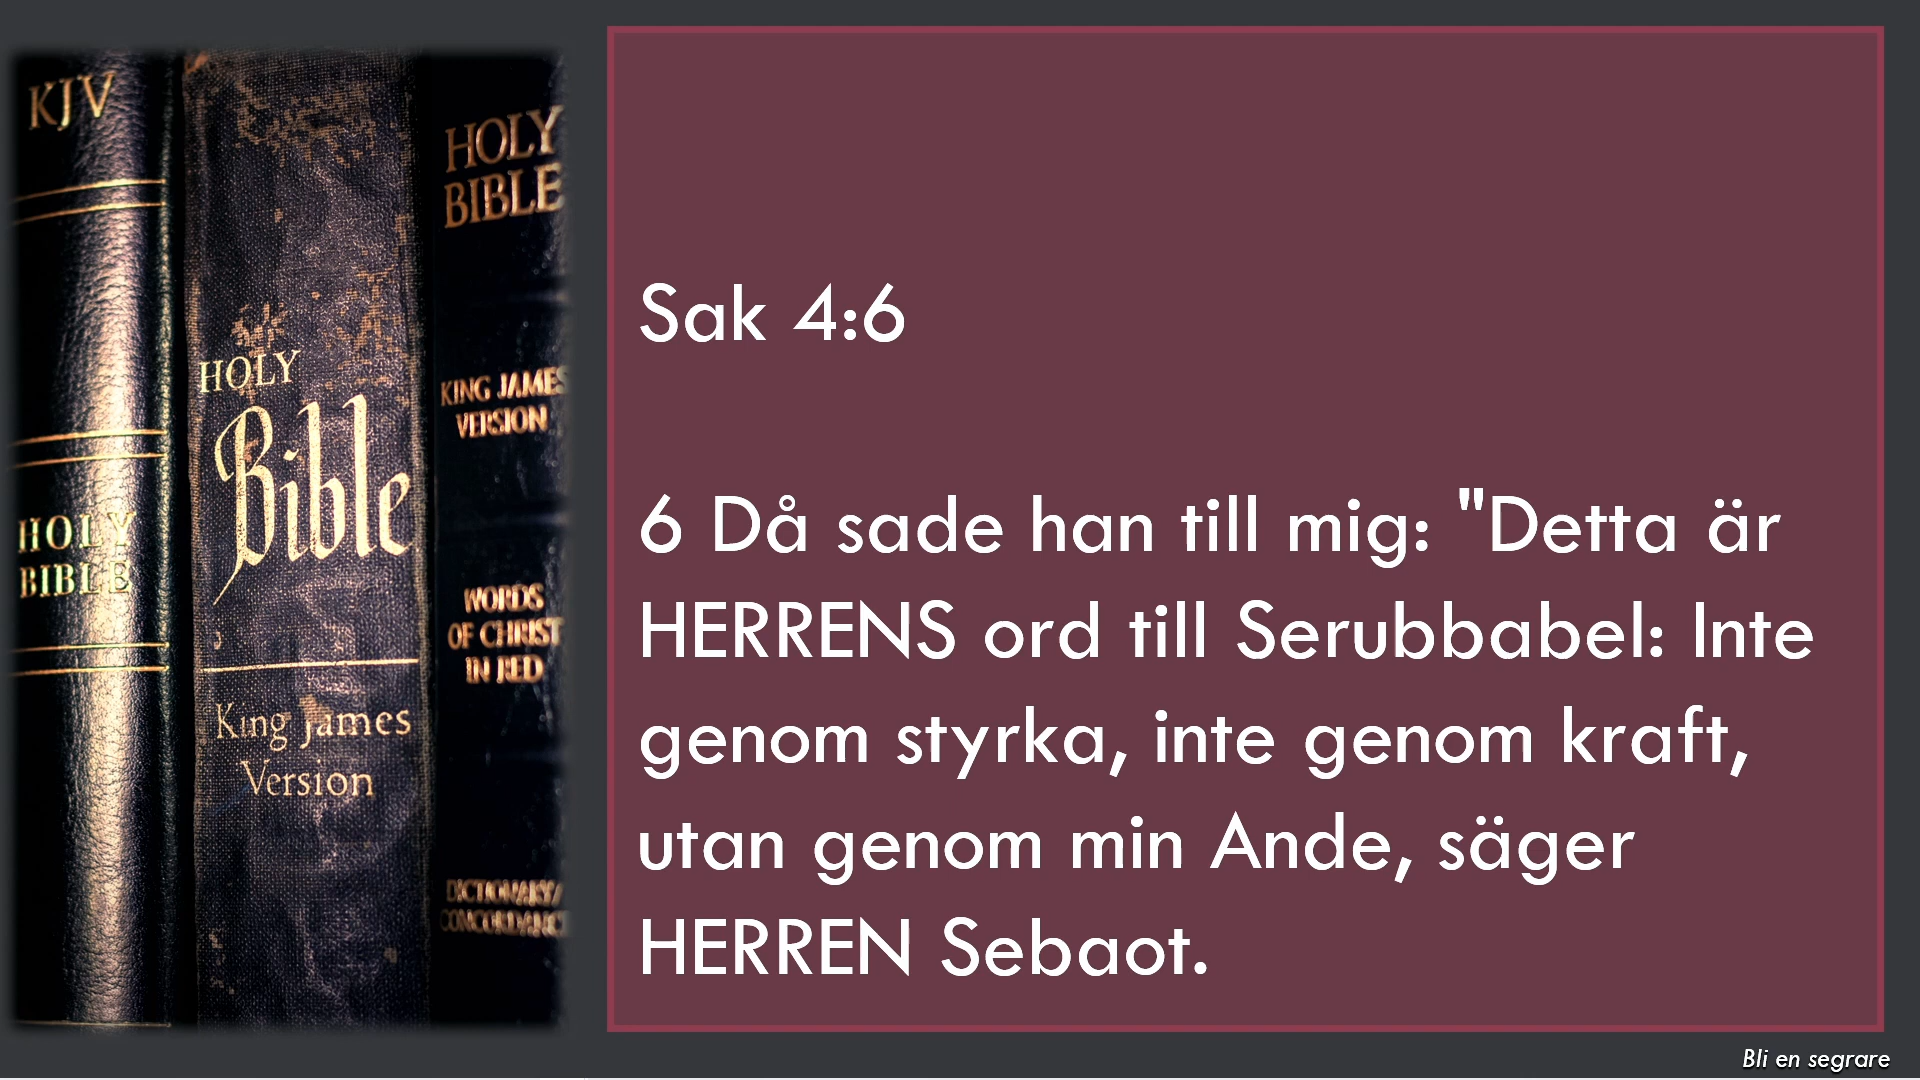 KJV
HOLY
BIBLE
HOLY
Bible
King James
Version
HOLY
BIBLE
KING JAMES
VERSION
WORDS
OF CHRIST
IN RED
DICTIONARY/
CONCORDANCE
Sak 4:6
6 Då sade han till mig: "Detta är
HERRENS ord till Serubbabel: Inte
genom styrka, inte genom kraft,
utan genom min Ande, säger
HERREN Sebaot.
Bli en segrare